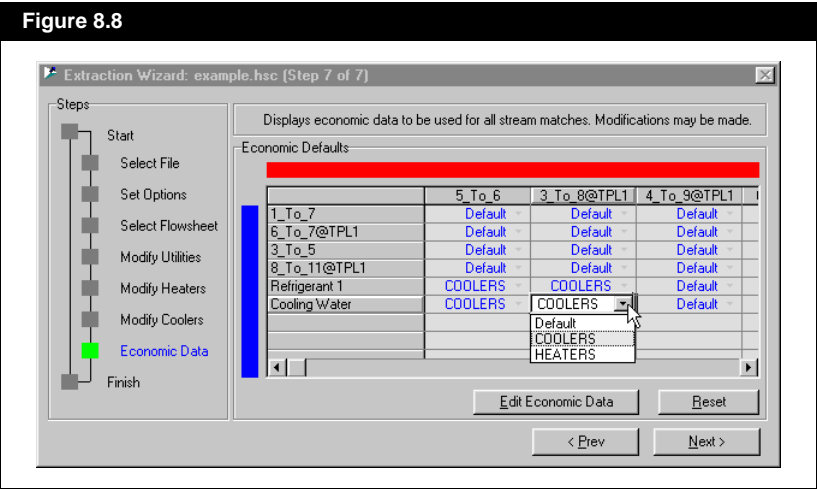 Figure 8.8
Extraction Wizard: example.hsc (Step 7 of 7)
Steps
Start
Select File
Set Options
Select Flowsheet
Modify Utilities
Modify Heaters
Modify Coolers
Economic Data
Finish
Displays economic data to be used for all stream matches. Modifications may be made.
Economic Defaults
5_To_6 3_To_8@TPL1 4_To_9@TPL1
1_To_7 Default Default Default
6_To_7@TPL1 Default Default Default
3_To_5 Default Default Default
8_To_11@TPL1 Default Default Default
Refrigerant 1 COOLERS COOLERS Default
Cooling Water COOLERS COOLERS Default
Default
COOLERS
HEATERS
Edit Economic Data Reset
< Prev Next >